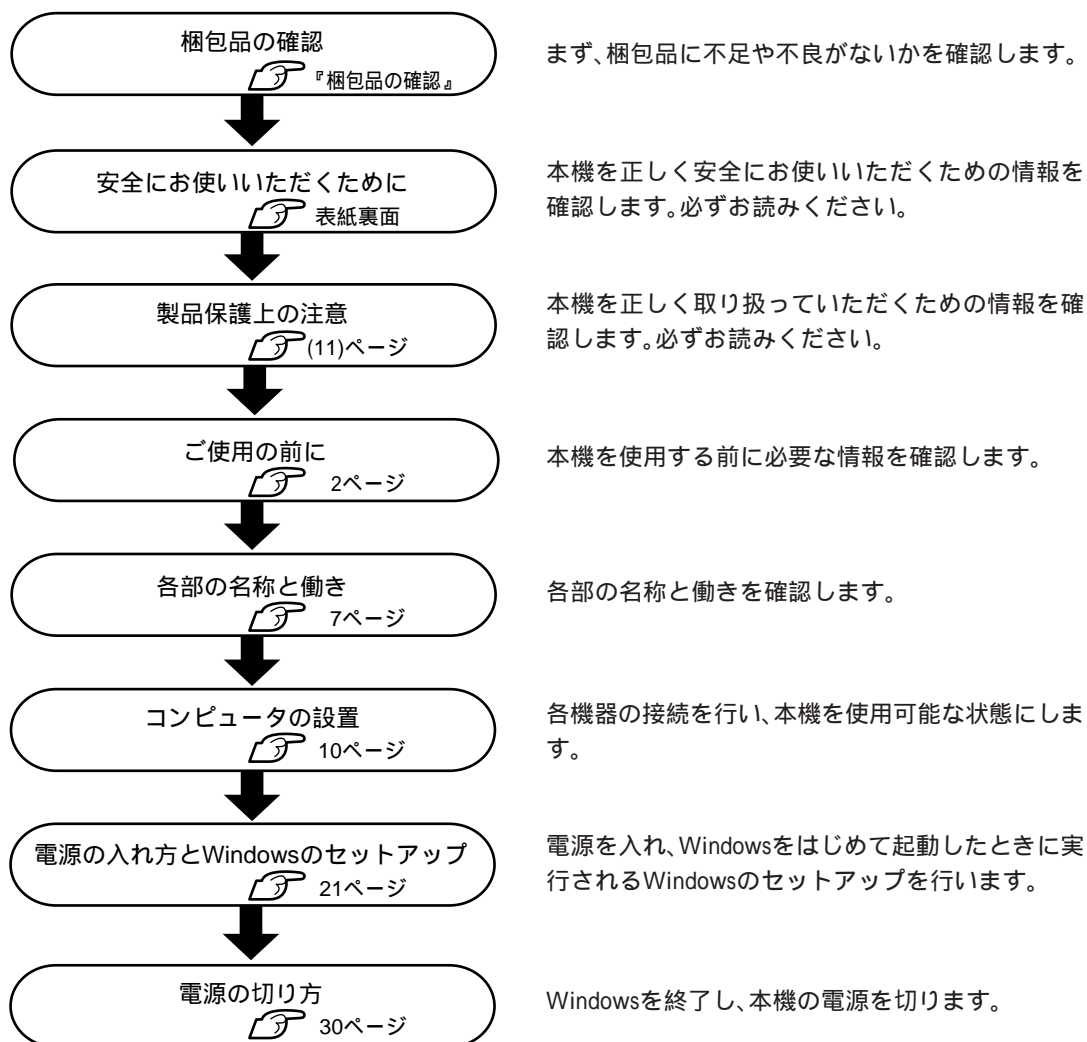 梱包品の確認
『梱包品の確認』
まず、梱包品に不足や不良がないかを確認します。
安全にお使いいただくために
表紙裏面
本機を正しく安全にお使いいただくための情報を
確認します。必ずお読みください。
製品保護上の注意
(11)ページ
本機を正しく取り扱っていただくための情報を確
認します。必ずお読みください。
ご使用の前に
2ページ
本機を使用する前に必要な情報を確認します。
各部の名称と働き
7ページ
各部の名称と働きを確認します。
コンピュータの設置
10ページ
各機器の接続を行い、本機を使用可能な状態にしま
す。
電源の入れ方とWindowsのセットアップ
21ページ
電源を入れ、Windowsをはじめて起動したときに実
行されるWindowsのセットアップを行います。
電源の切り方
30ページ
Windowsを終了し、本機の電源を切ります。